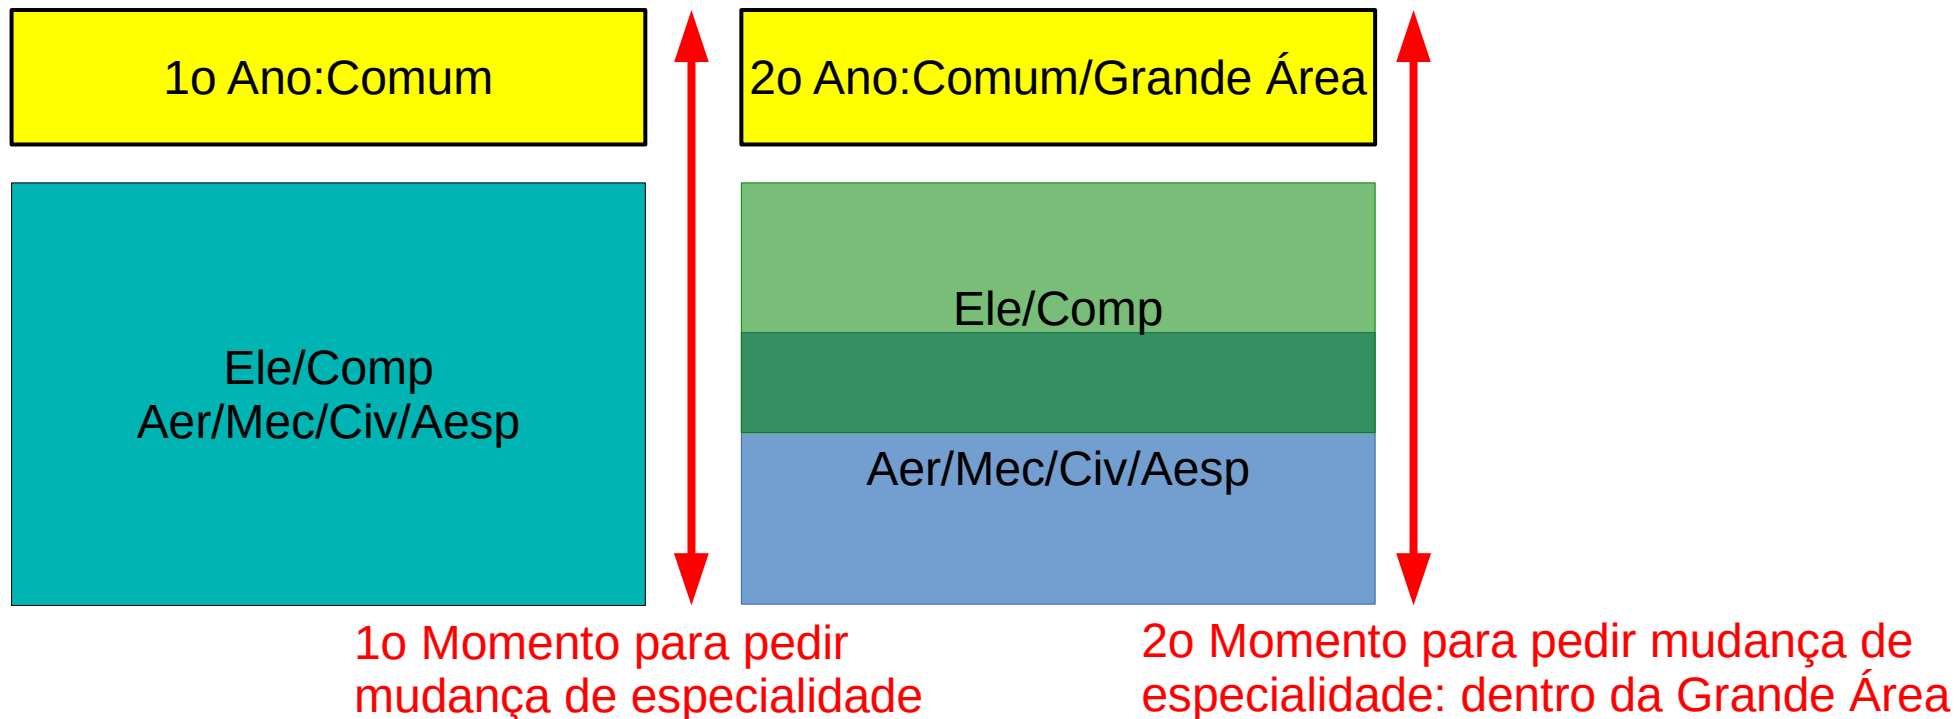 1o Ano:Comum
2o Ano:Comum/Grande Área
Ele/Comp
Aer/Mec/Civ/Aesp
Ele/Comp
Aer/Mec/Civ/Aesp
1o Momento para pedir
mudança de especialidade
2o Momento para pedir mudança de
especialidade: dentro da Grande Área